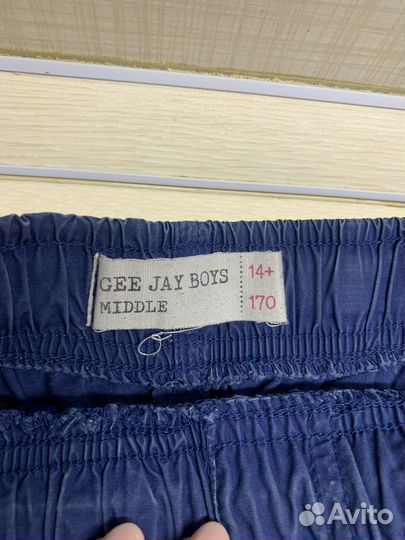 GEE JAY BOYS
MIDDLE
14+
170
Avito